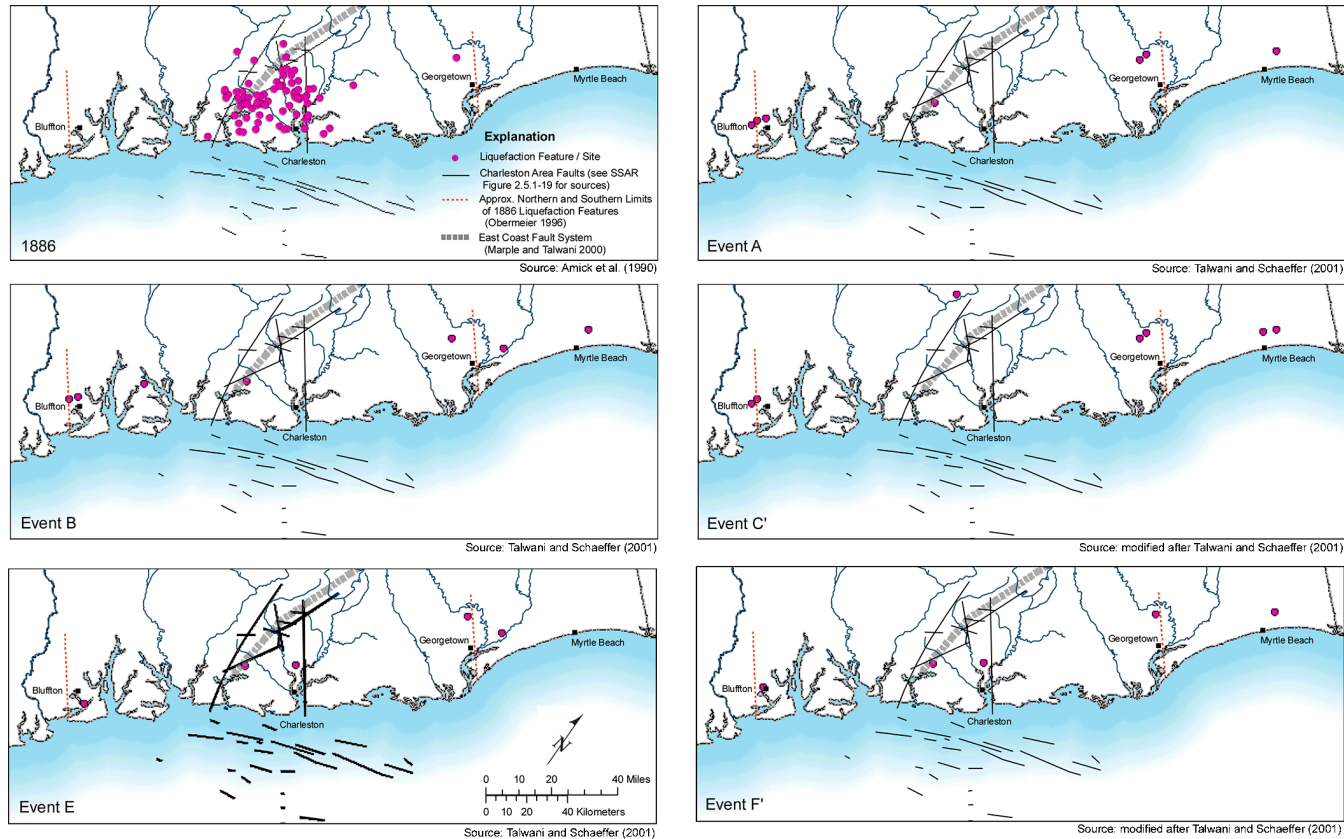 Georgetown
Myrtle Beach
Bluffton
Charleston
Explanation
Liquefaction Feature / Site
Charleston Area Faults (see SSAR
Figure 2.5.1-19 for sources)
Approx. Northern and Southern Limits
of 1886 Liquefaction Features
(Obermeier 1996)
East Coast Fault System
(Marple and Talwani 2000)
1886
Source: Amick et al. (1990)
Georgetown
Myrtle Beach
Bluffton
Charleston
Event A
Source: Talwani and Schaeffer (2001)
Georgetown
Myrtle Beach
Bluffton
Charleston
Event B
Source: Talwani and Schaeffer (2001)
Georgetown
Myrtle Beach
Bluffton
Charleston
Event C'
Source: modified after Talwani and Schaeffer (2001)
Georgetown
Myrtle Beach
Bluffton
Charleston
N
0 20 40 Miles
0 10 20 40 Kilometers
Event E
Source: Talwani and Schaeffer (2001)
Georgetown
Myrtle Beach
Bluffton
Charleston
Event F'
Source: modified after Talwani and Schaeffer (2001)